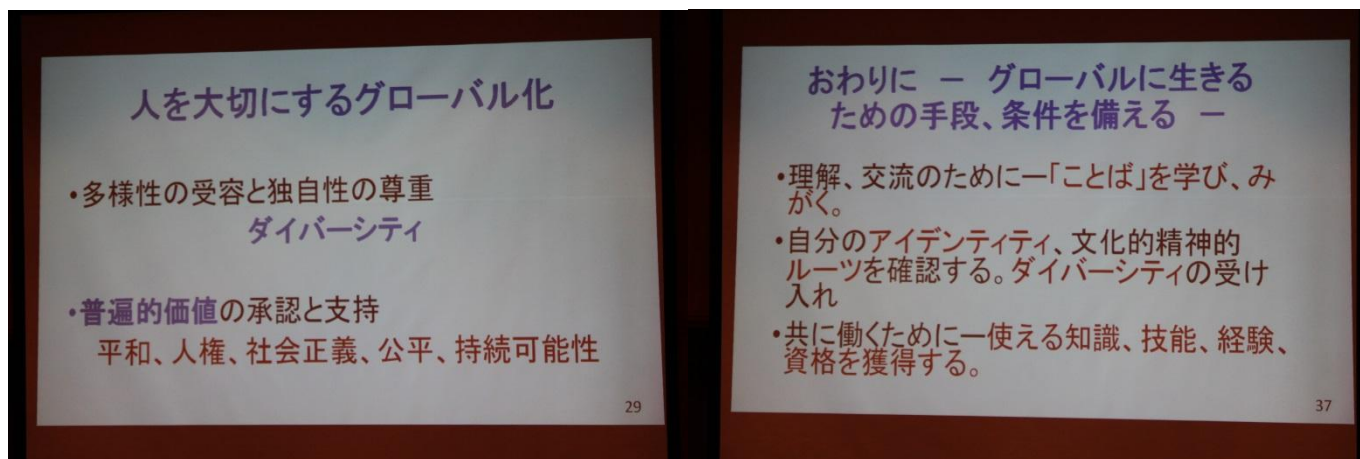 人を大切にするグローバル化
・多様性の受容と独自性の尊重
ダイバーシティ
・普遍的価値の承認と支持
平和、人権、社会正義、公平、持続可能性
29
おわりに － グローバルに生きる
ための手段、条件を備える －
・理解、交流のために―「ことば」を学び、み
がく。
・自分のアイデンティティ、文化的精神的
ルーツを確認する。ダイバーシティの受け
入れ
・共に働くために―使える知識、技能、経験、
資格を獲得する。
37